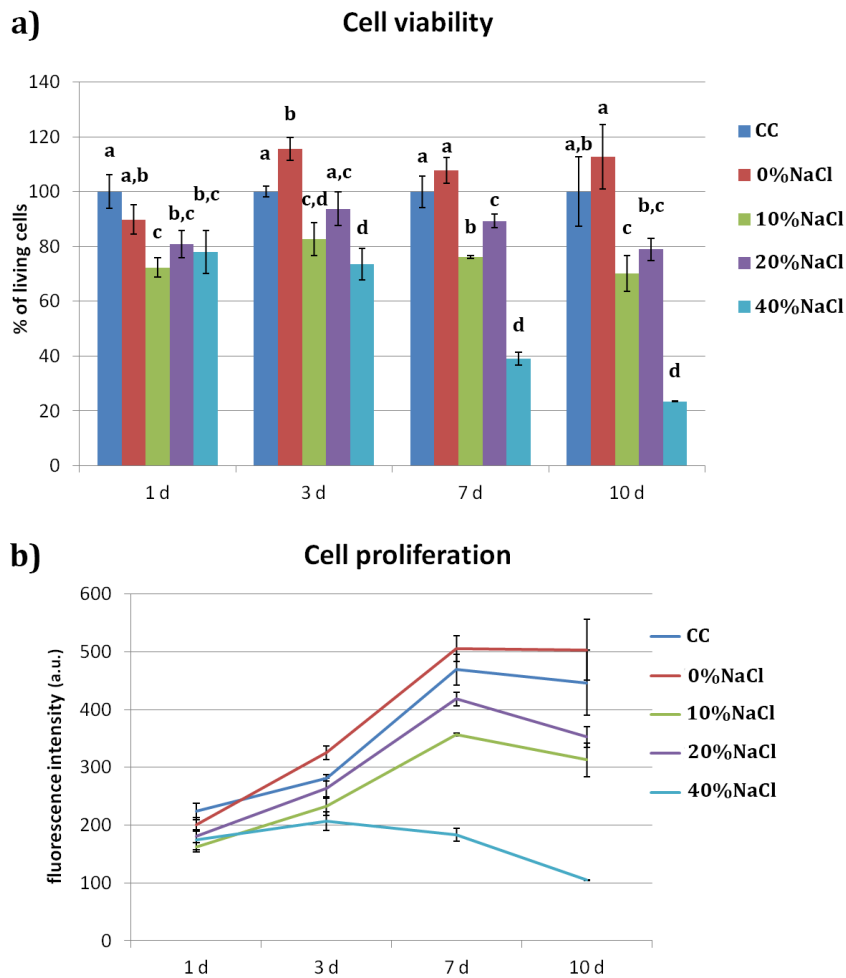 a)
Cell viability
% of living cells
140
120
100
80
60
40
20
0
a
a,b
c
b,c
b,c
a
b
c,d
a,c
d
a
a
b
c
d
a,b
a
c
b,c
d
1 d
3 d
7 d
10 d
CC
0%NaCl
10%NaCl
20%NaCl
40%NaCl
b)
Cell proliferation
fluorescence intensity (a.u.)
600
500
400
300
200
100
0
1 d
3 d
7 d
10 d
CC
0%NaCl
10%NaCl
20%NaCl
40%NaCl